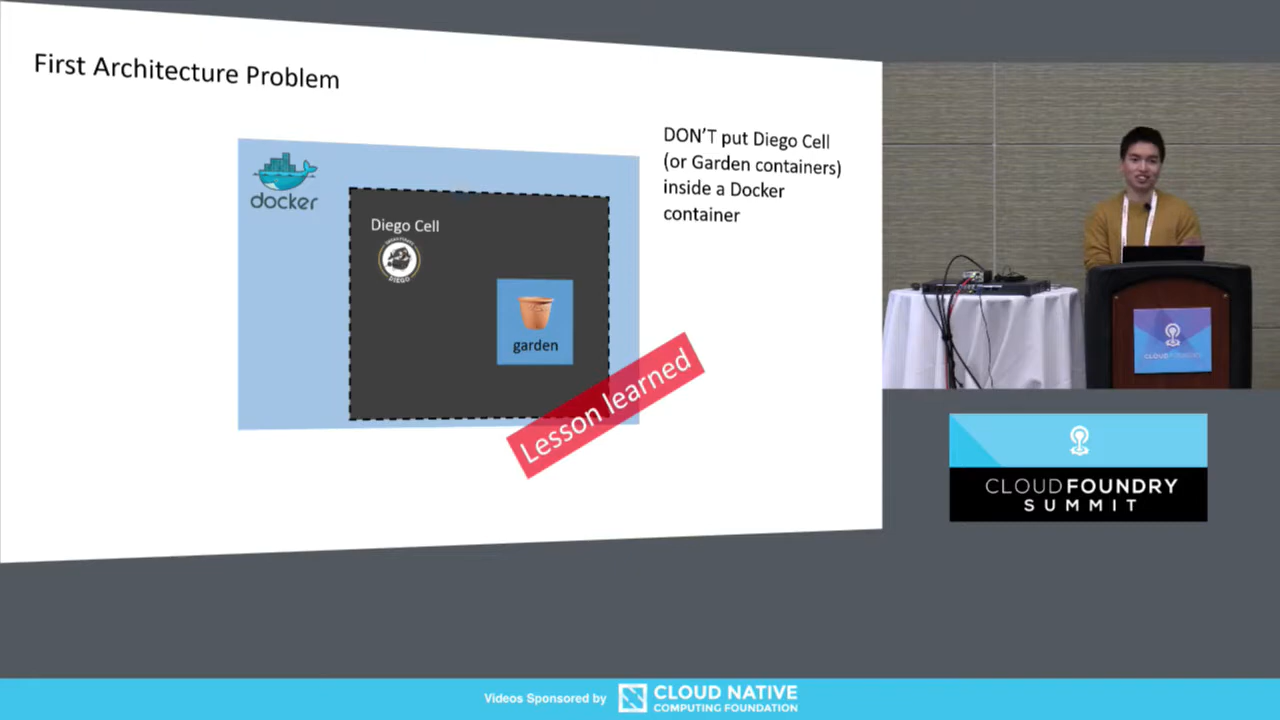 First Architecture Problem
docker
Diego Cell
DIEGO
garden
Lesson learned
DON'T put Diego Cell
(or Garden containers)
inside a Docker
container
CLOUD FOUNDRY
CLOUDFOUNDRY
SUMMIT
Videos Sponsored by
CLOUD NATIVE
COMPUTING FOUNDATION